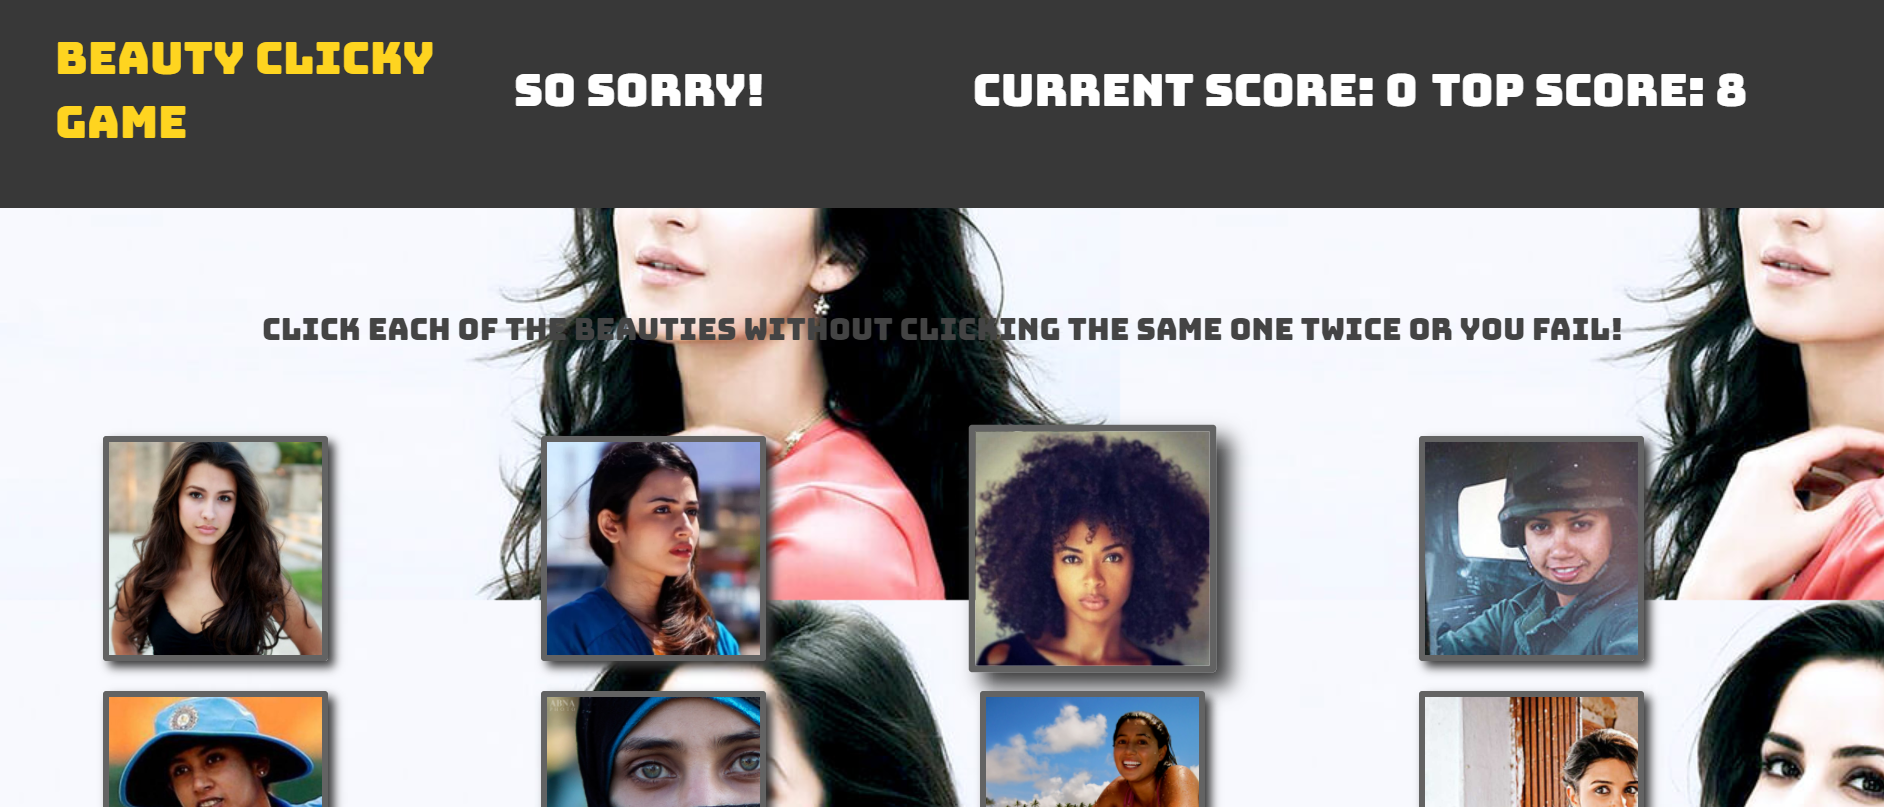 BEAUTY CLICKY
GAME
SO SORRY!
CURRENT SCORE: 0 TOP SCORE: 8
CLICK EACH OF THE BEAUTIES WITHOUT CLICKING THE SAME ONE TWICE OR YOU FAIL!
ABNA